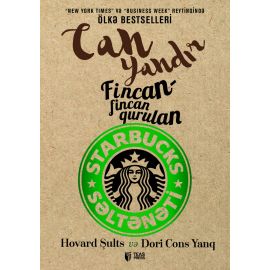 "NEW YORK TIMES" VƏ "BUSINESS WEEK" REYTİNQİNDƏ
ÖLKƏ BESTSELLERİ
Can
Yandır
Fincan-
fincan
qurulan
STARBUCKS
SƏLTƏNƏTİ
Hovard Şults və Dori Cons Yanq
TEAS